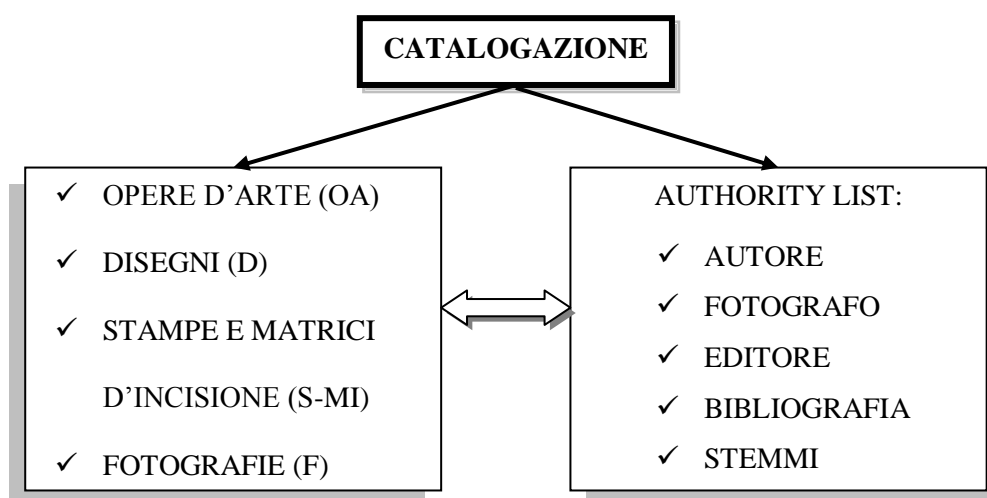 CATALOGAZIONE
✓ OPERE D’ARTE (OA)
✓ DISEGNI (D)
✓ STAMPE E MATRICI
D’INCISIONE (S-MI)
✓ FOTOGRAFIE (F)
AUTHORITY LIST:
✓ AUTORE
✓ FOTOGRAFO
✓ EDITORE
✓ BIBLIOGRAFIA
✓ STEMMI